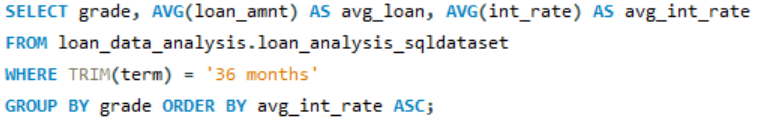 SELECT grade, AVG(loan_amnt) AS avg_loan, AVG(int_rate) AS avg_int_rate
FROM loan_data_analysis.loan_analysis_sqldataset
WHERE TRIM(term) = '36 months'
GROUP BY grade ORDER BY avg_int_rate ASC;